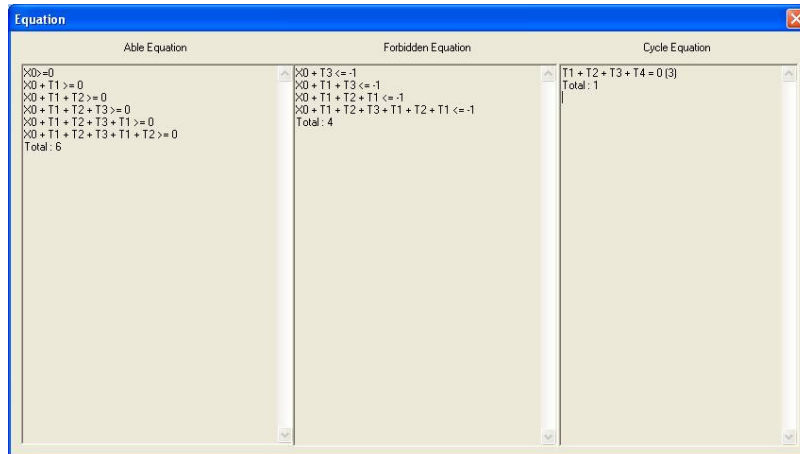 Equation
Able Equation
Forbidden Equation
Cycle Equation
X0>=0
X0 + T1 >= 0
X0 + T1 + T2 >= 0
X0 + T1 + T2 + T3 >= 0
X0 + T1 + T2 + T3 + T1 >= 0
X0 + T1 + T2 + T3 + T1 + T2 >= 0
Total : 6
X0 + T3 <= -1
X0 + T1 + T3 <= -1
X0 + T1 + T2 + T1 <= -1
X0 + T1 + T2 + T3 + T1 + T2 + T1 <= -1
Total : 4
T1 + T2 + T3 + T4 = 0 (3)
Total : 1